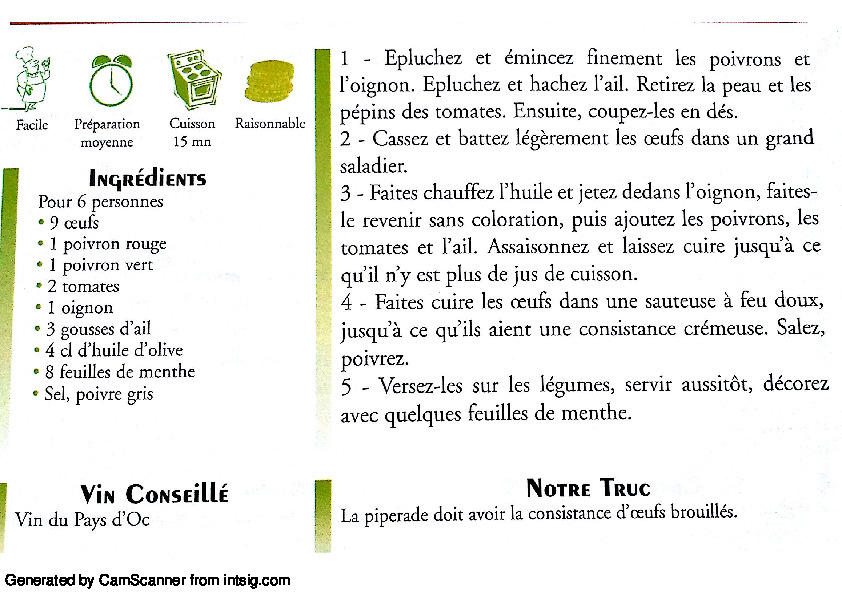 Facile
Préparation
moyenne
Cuisson
15 mn
Raisonnable
Ingrédients
Pour 6 personnes
• 9 œufs
• 1 poivron rouge
• 1 poivron vert
• 2 tomates
• 1 oignon
• 3 gousses d'ail
• 4 cl d'huile d'olive
• 8 feuilles de menthe
• Sel, poivre gris
Vin Conseillé
Vin du Pays d'Oc
1 - Epluchez et émincez finement les poivrons et
l'oignon. Epluchez et hachez l'ail. Retirez la peau et les
pépins des tomates. Ensuite, coupez-les en dés.
2 - Cassez et battez légèrement les œufs dans un grand
saladier.
3 - Faites chauffez l'huile et jetez dedans l'oignon, faites-
le revenir sans coloration, puis ajoutez les poivrons, les
tomates et l'ail. Assaisonnez et laissez cuire jusqu'à ce
qu'il n'y est plus de jus de cuisson.
4 - Faites cuire les œufs dans une sauteuse à feu doux,
jusqu'à ce qu'ils aient une consistance crémeuse. Salez,
poivrez.
5 - Versez-les sur les légumes, servir aussitôt, décorez
avec quelques feuilles de menthe.
Notre Truc
La piperade doit avoir la consistance d'œufs brouillés.
Generated by CamScanner from intsig.com